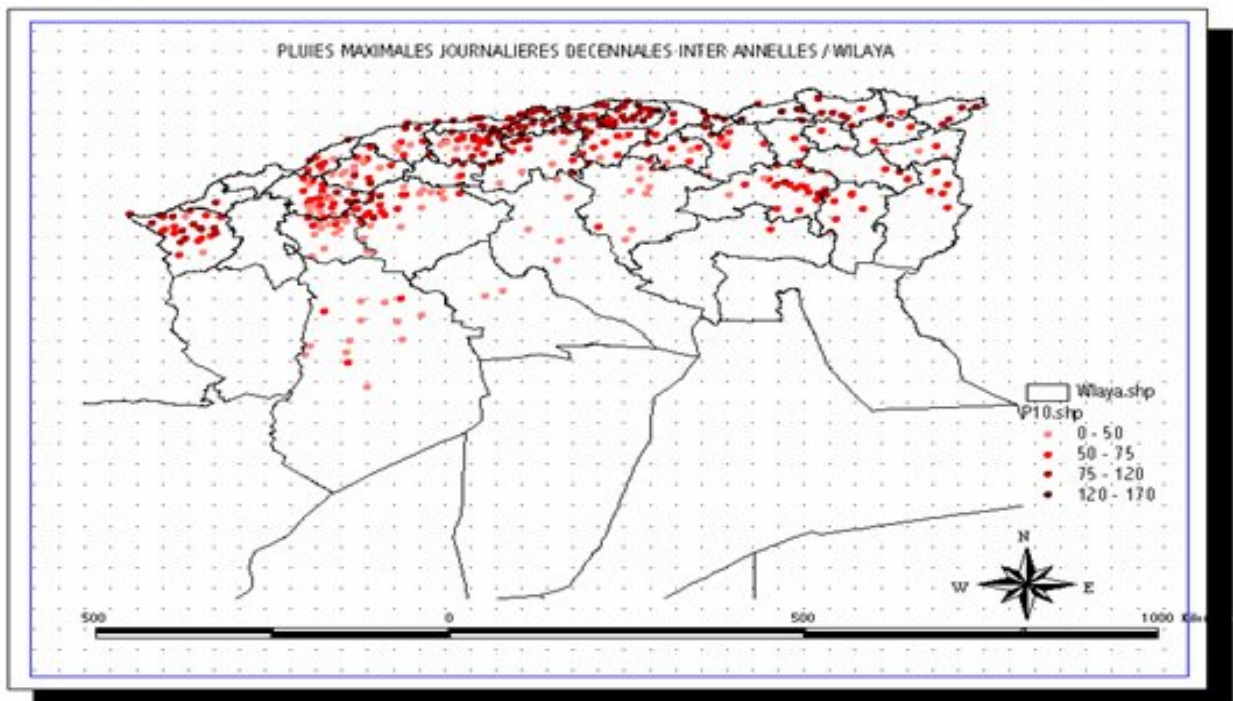 PLUIES MAXIMALES JOURNALIERES DECENNALES INTER ANNELLES / WILAYA
Wilaya.shp
P10.shp
0 - 50
50 - 75
75 - 120
120 - 170
N
W E
500 0 500 1000